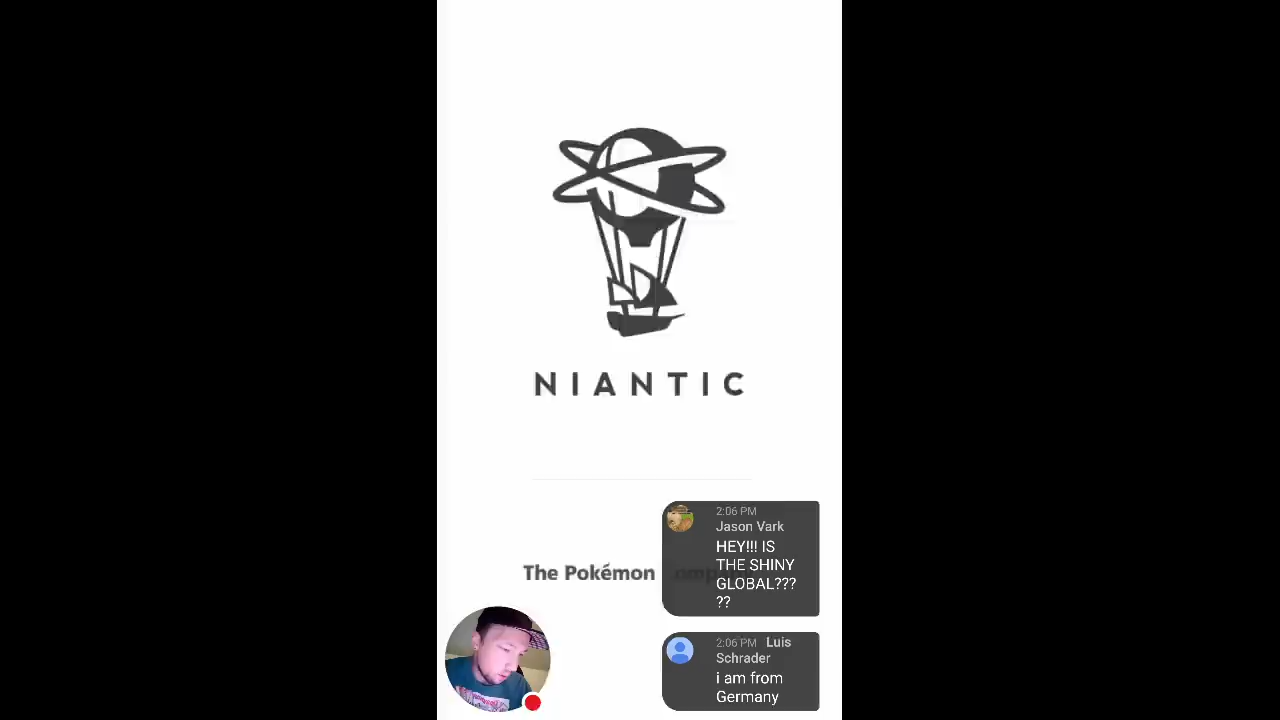 NIANTIC
2:06 PM
Jason Vark
HEY!!! IS
THE SHINY
GLOBAL???
??
The Pokémon
2:06 PM Luis
Schrader
i am from
Germany